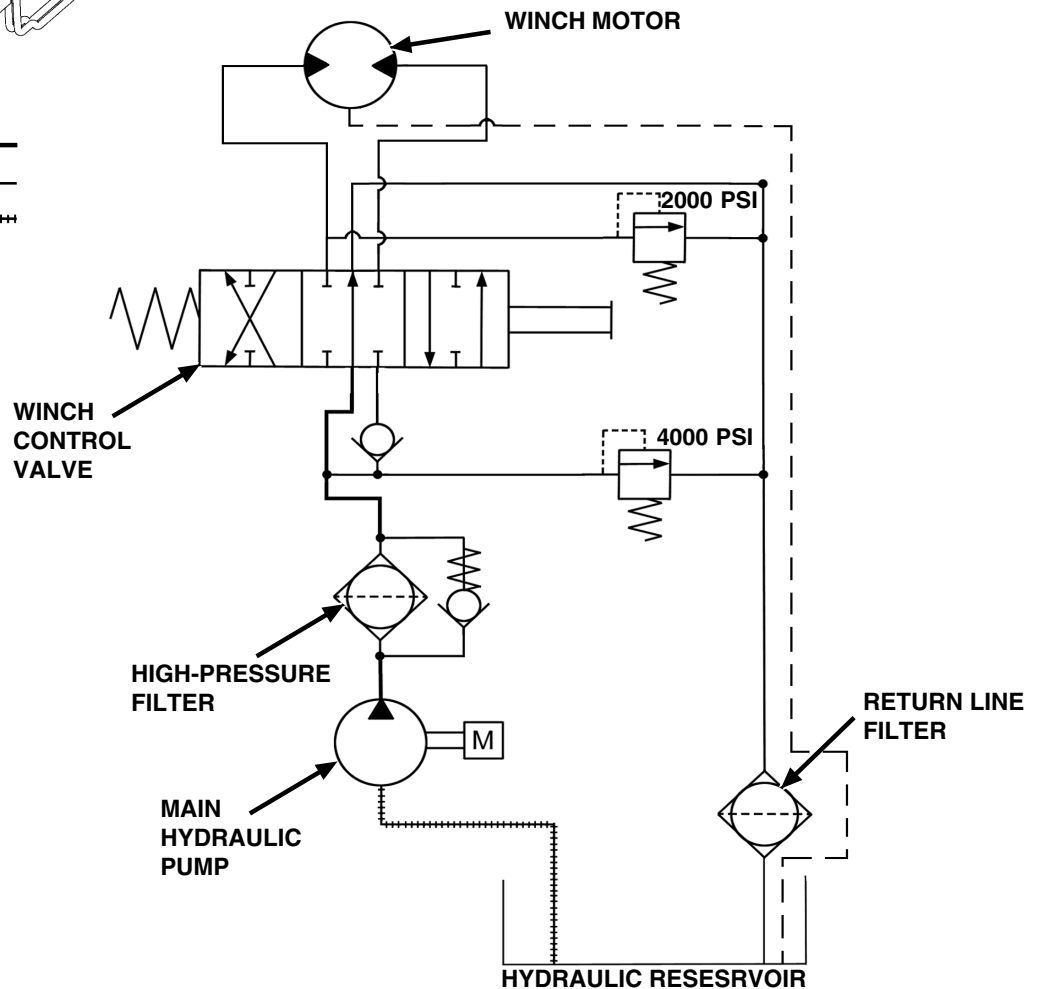 WINCH MOTOR
2000 PSI
WINCH
CONTROL
VALVE
4000 PSI
HIGH-PRESSURE
FILTER
M
RETURN LINE
FILTER
MAIN
HYDRAULIC
PUMP
HYDRAULIC RESESRVOIR